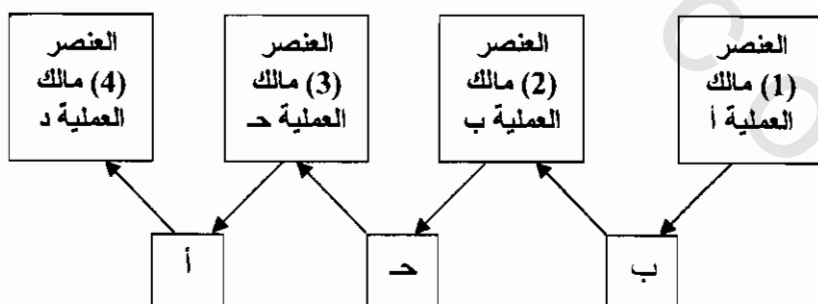 العنصر
(1) مالك
العملية أ
العنصر
(2) مالك
العملية ب
العنصر
(3) مالك
العملية حـ
العنصر
(4) مالك
العملية د
ب
حـ
أ